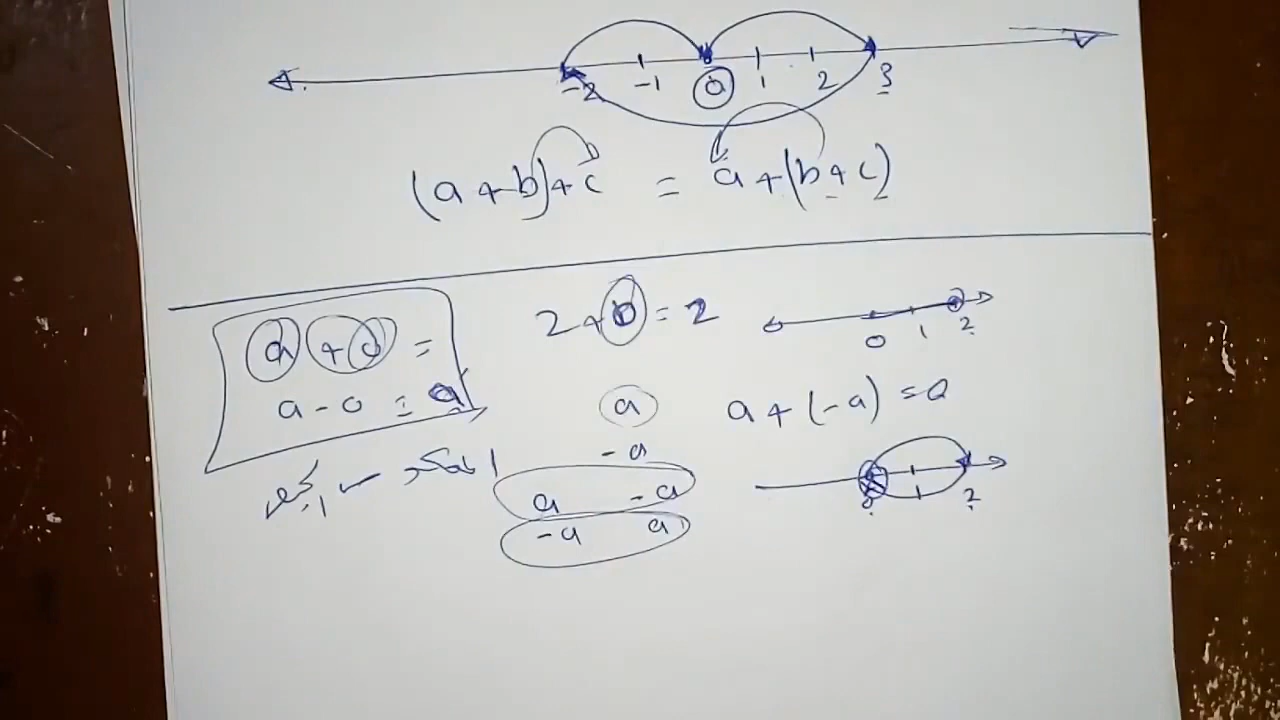 -2 -1 0 1 2 3
(a+b)+c = a+(b+c)
a+0 =
a-0 = a
2+0=2
0 1 2
a
a+(-a)=0
-a
a -a
-a a
0 1 2